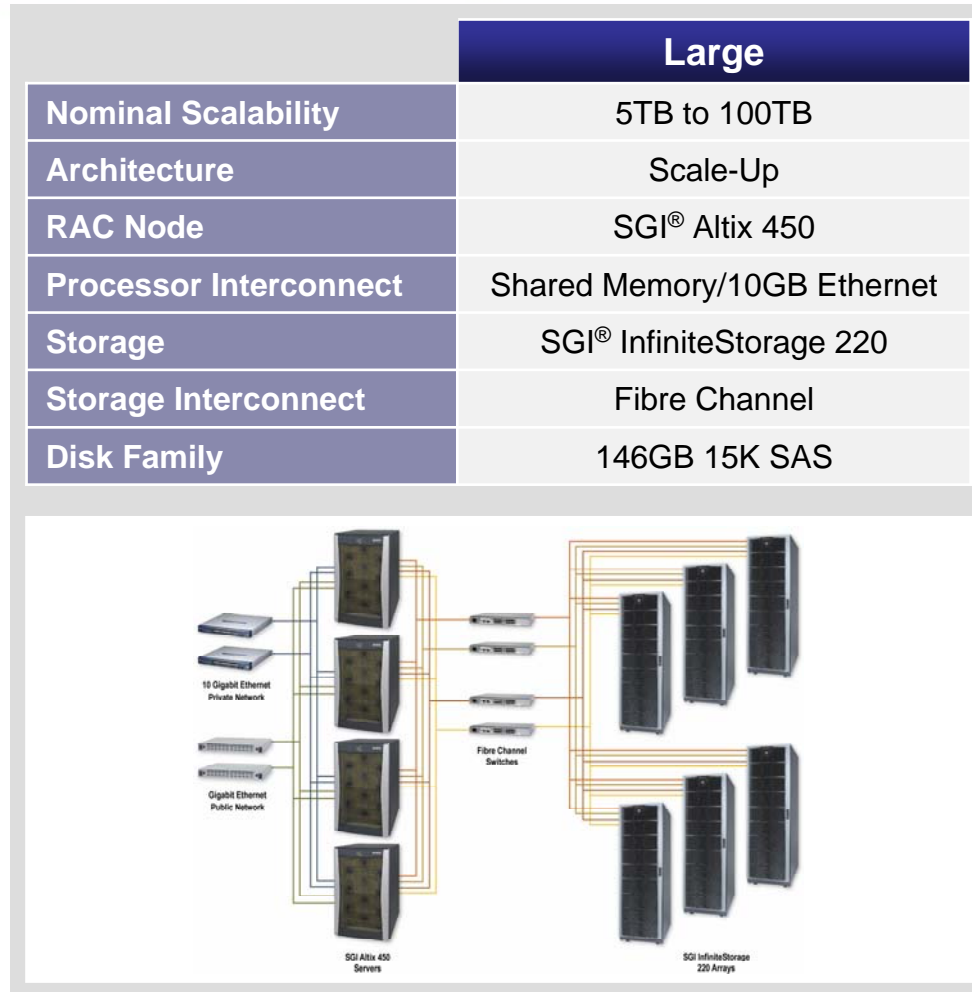 Large
Nominal Scalability 5TB to 100TB
Architecture Scale-Up
RAC Node SGI® Altix 450
Processor Interconnect Shared Memory/10GB Ethernet
Storage SGI® InfiniteStorage 220
Storage Interconnect Fibre Channel
Disk Family 146GB 15K SAS
10 Gigabit Ethernet
Private Network
Gigabit Ethernet
Public Network
Fibre Channel
Switches
SGI Altix 450
Servers
SGI InfiniteStorage
220 Arrays